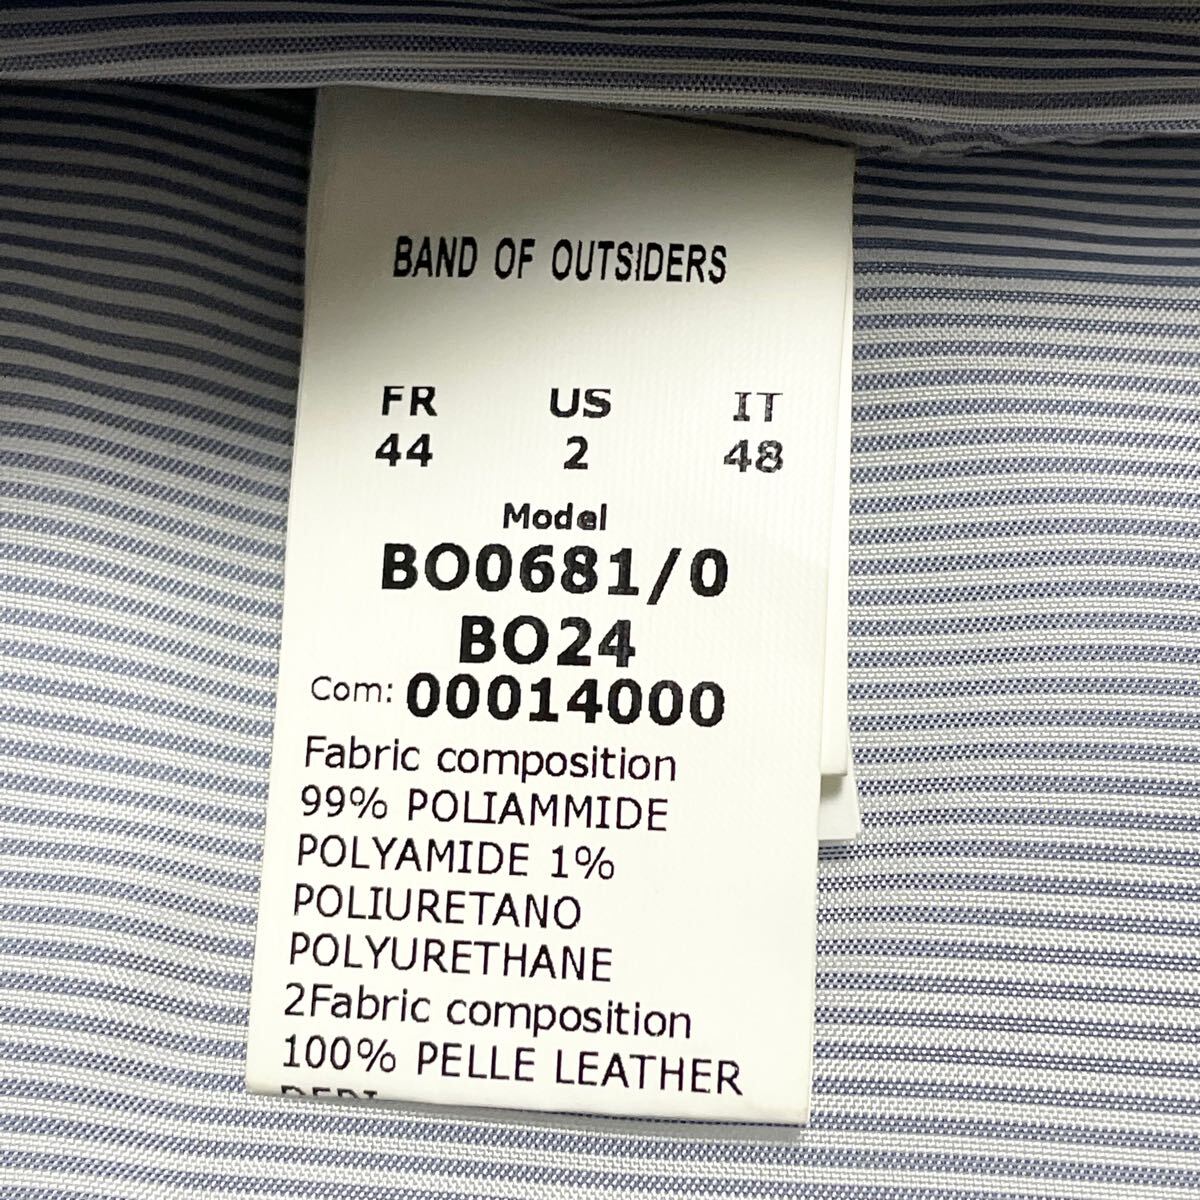 BAND OF OUTSIDERS
FR US IT
44 2 48
Model
BO0681/0
BO24
Com: 00014000
Fabric composition
99% POLIAMMIDE
POLYAMIDE 1%
POLIURETANO
POLYURETHANE
2Fabric composition
100% PELLE LEATHER